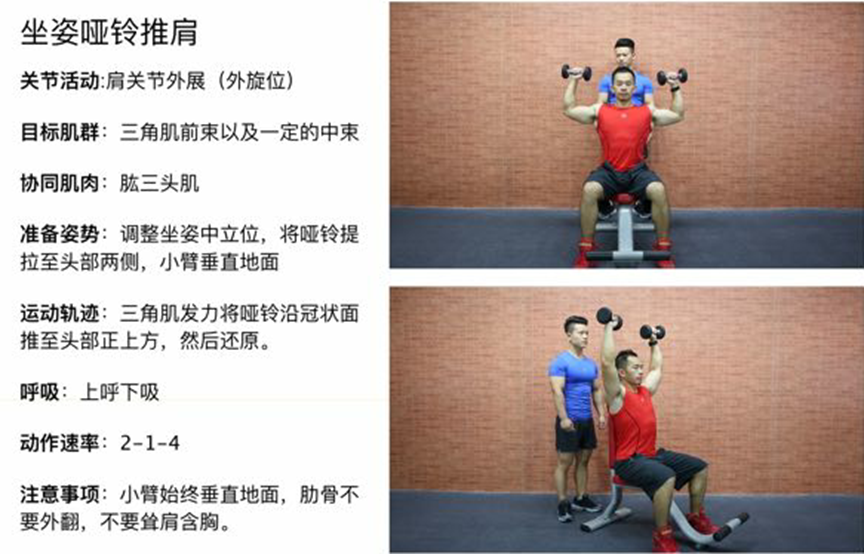 坐姿哑铃推肩
关节活动:肩关节外展（外旋位）
目标肌群：三角肌前束以及一定的中束
协同肌肉：肱三头肌
准备姿势：调整坐姿中立位，将哑铃提
拉至头部两侧，小臂垂直地面
运动轨迹：三角肌发力将哑铃沿冠状面
推至头部正上方，然后还原。
呼吸：上呼下吸
动作速率：2-1-4
注意事项：小臂始终垂直地面，肋骨不
要外翻，不要耸肩含胸。